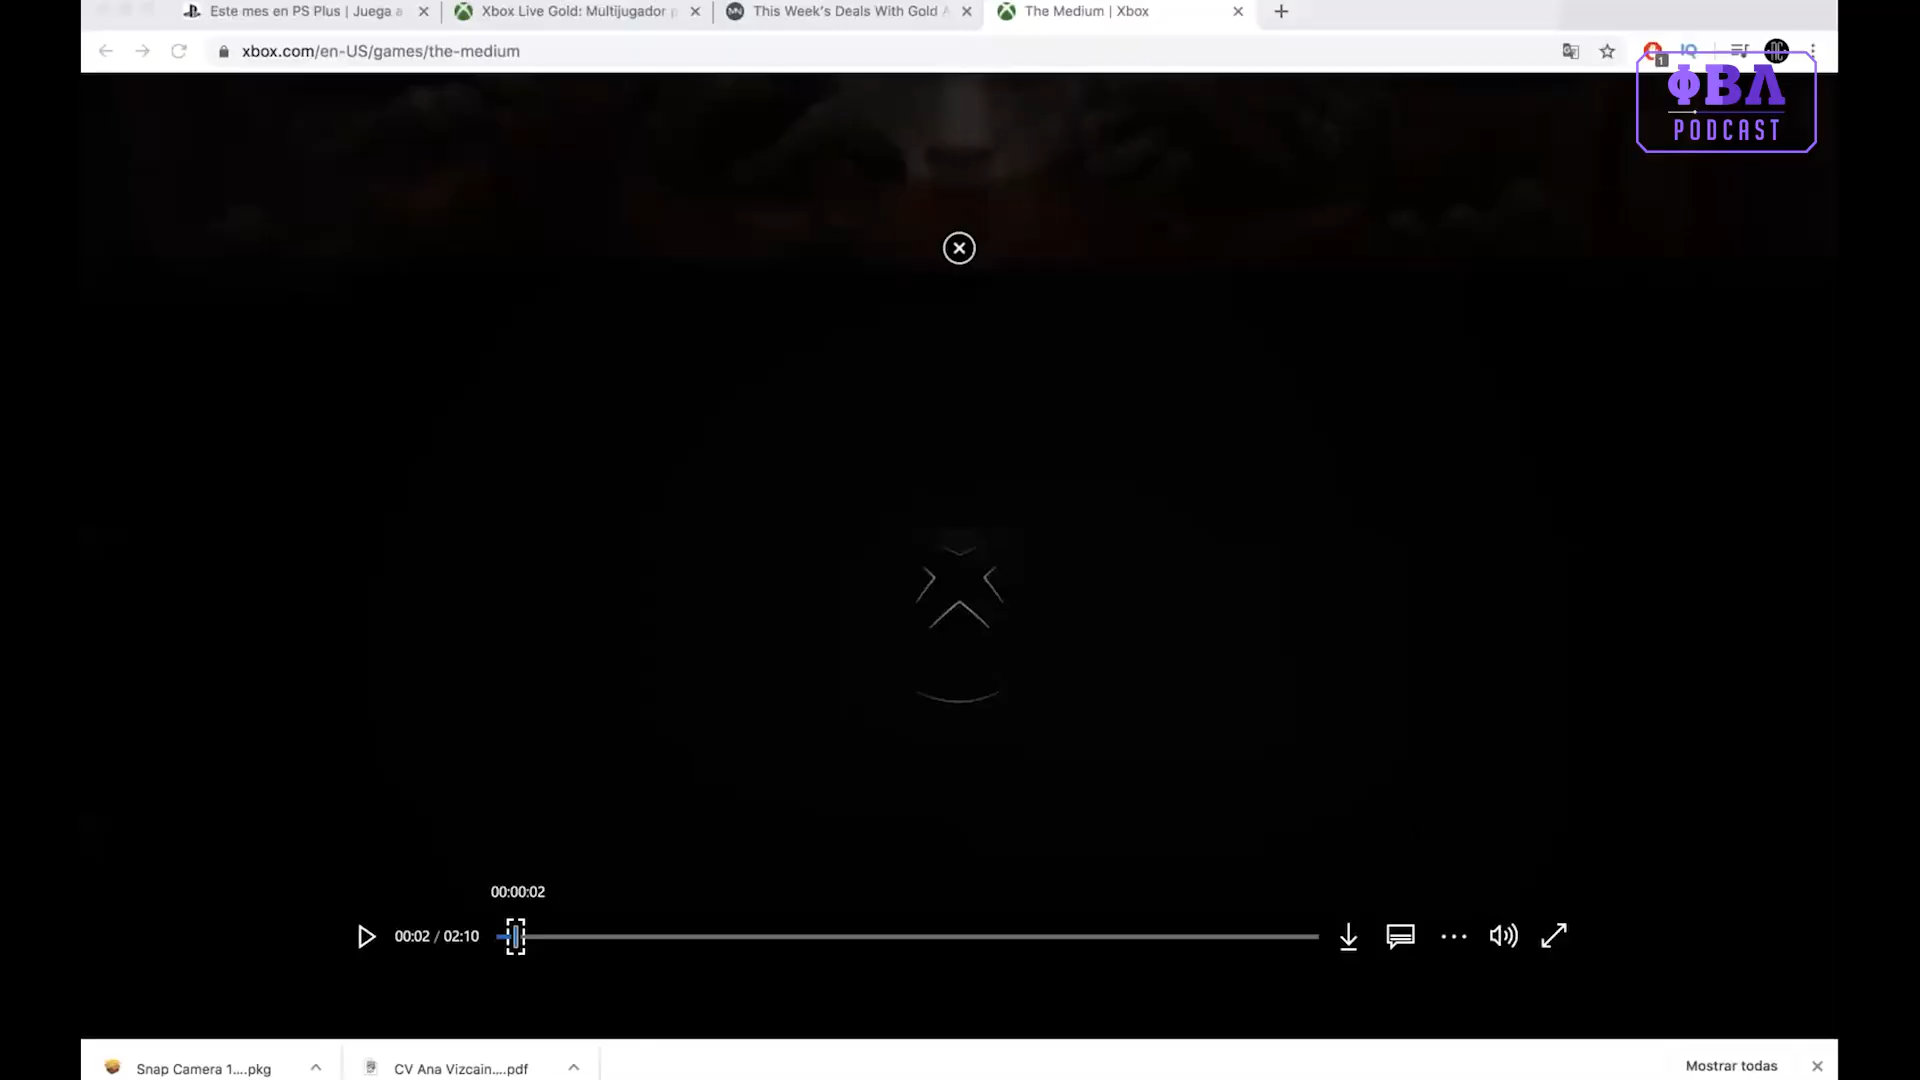 Este mes en PS Plus | Juega a
Xbox Live Gold: Multijugador p
This Week's Deals With Gold
The Medium | Xbox
xbox.com/en-US/games/the-medium
1
IQ
ΦΒΛ
PODCAST
00:00:02
00:02 / 02:10
Snap Camera 1....pkg
CV Ana Vizcain....pdf
Mostrar todas